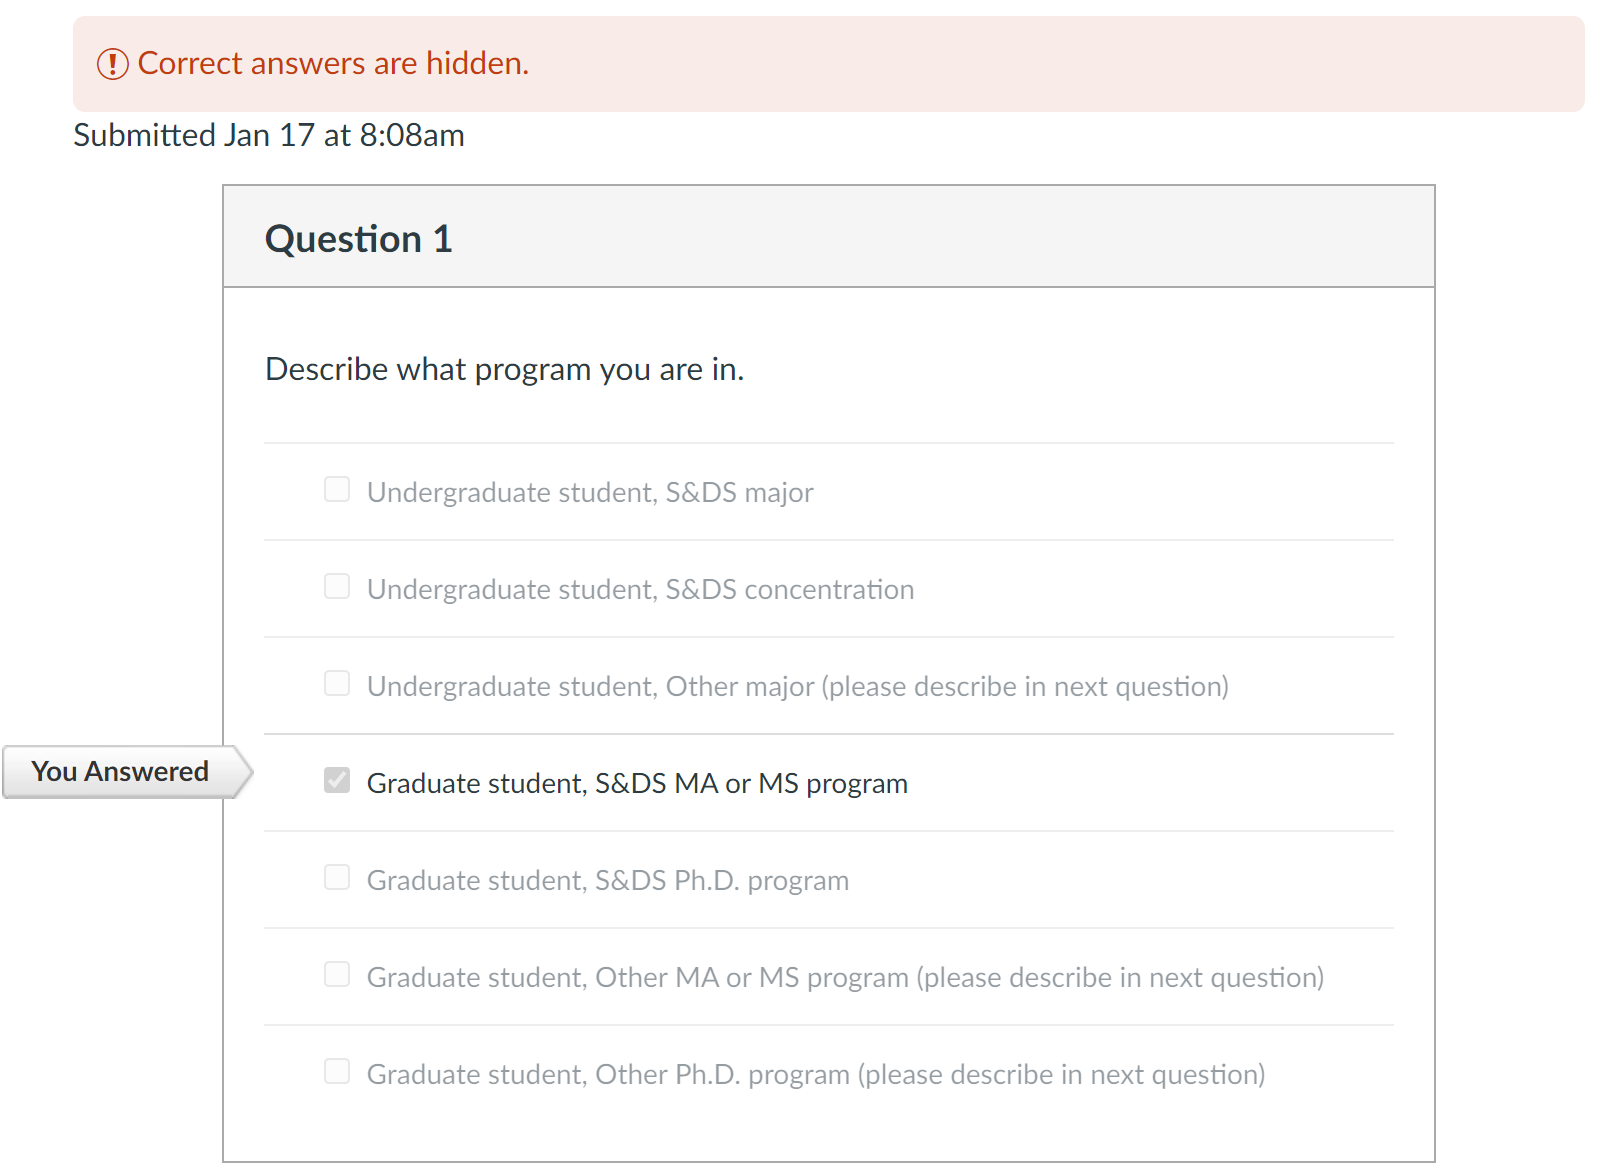 Correct answers are hidden.
Submitted Jan 17 at 8:08am
Question 1
Describe what program you are in.
Undergraduate student, S&DS major
Undergraduate student, S&DS concentration
Undergraduate student, Other major (please describe in next question)
You Answered
Graduate student, S&DS MA or MS program
Graduate student, S&DS Ph.D. program
Graduate student, Other MA or MS program (please describe in next question)
Graduate student, Other Ph.D. program (please describe in next question)